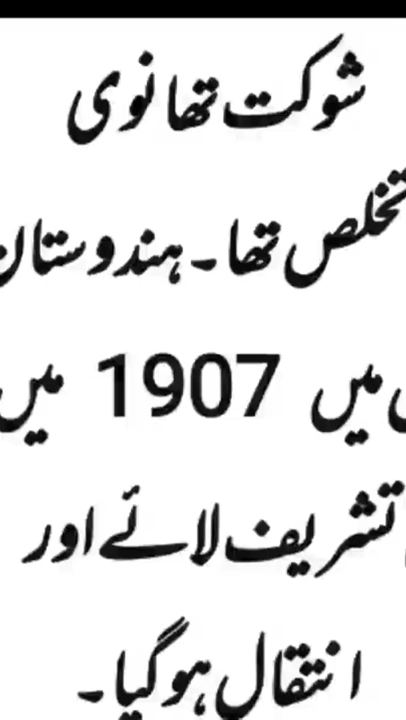 شوکت تھانوی
تخلص تھا۔ ہندوستان
میں 1907 میں
تشریف لائے اور
انتقال ہوگیا۔